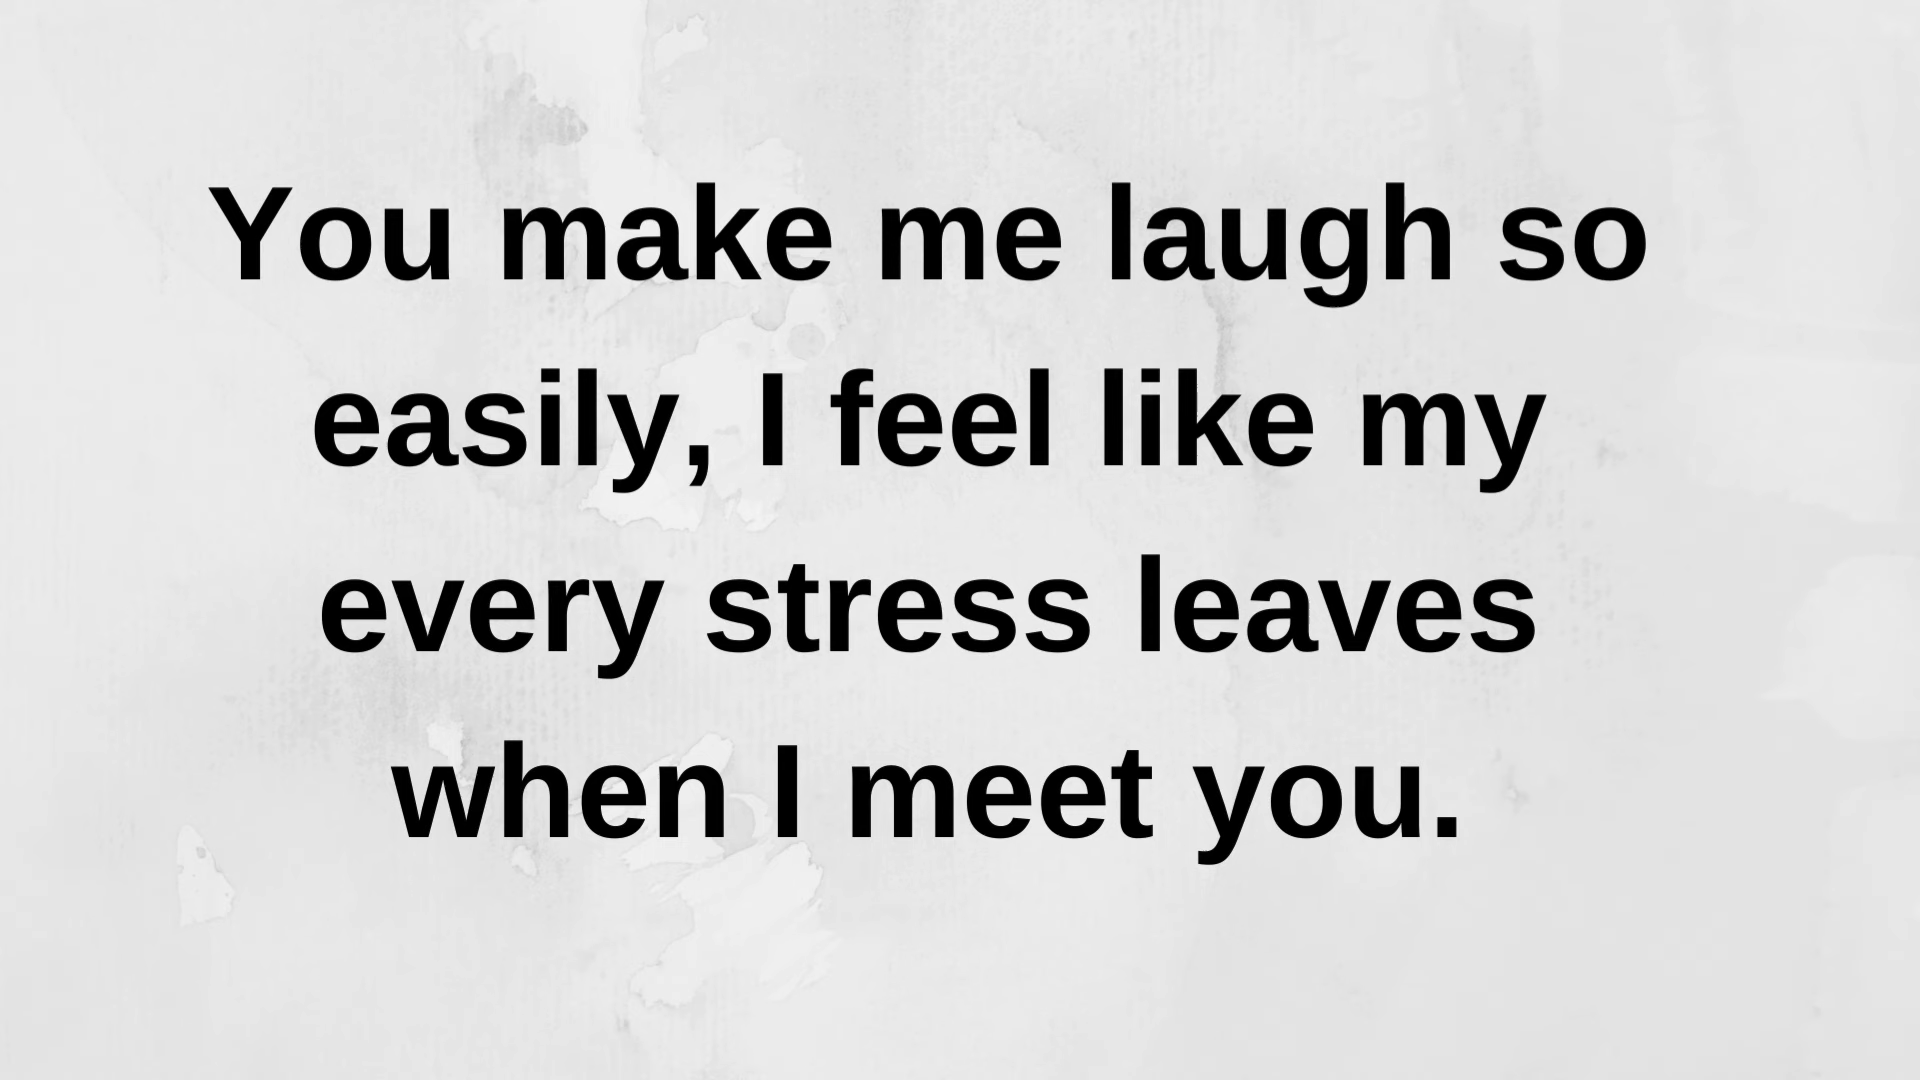 You make me laugh so
easily, I feel like my
every stress leaves
when I meet you.